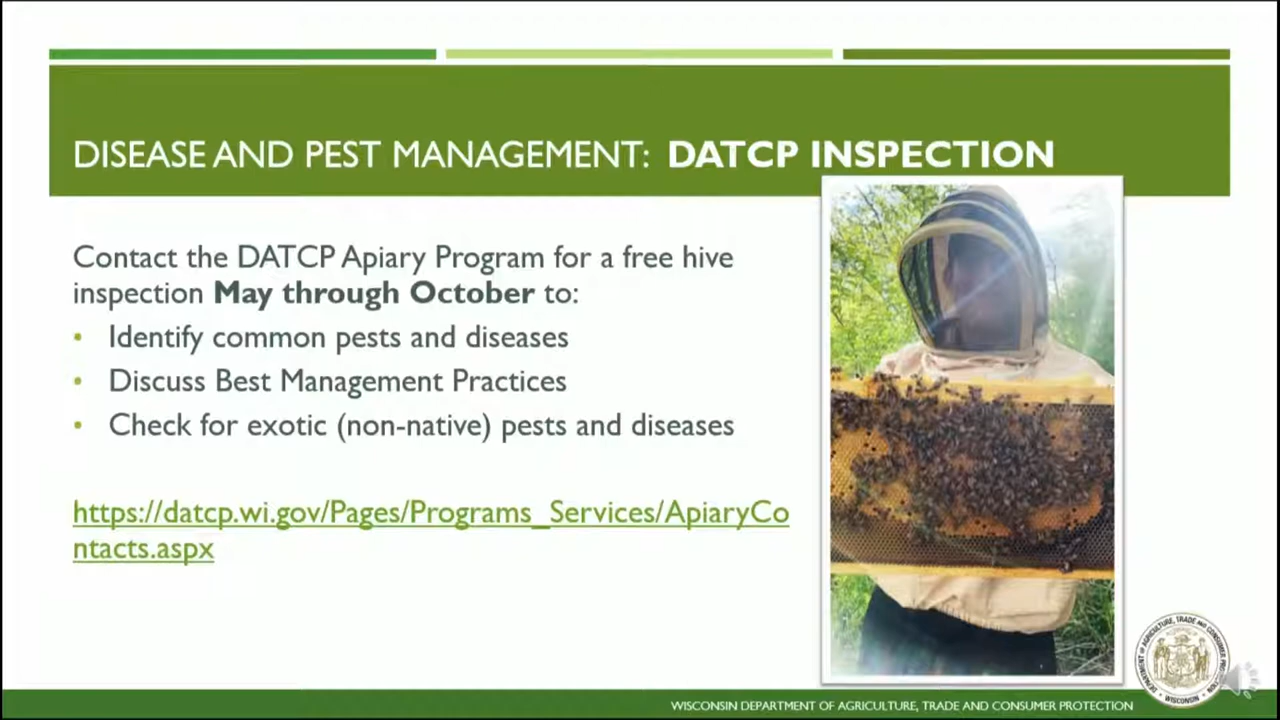 DISEASE AND PEST MANAGEMENT: DATCP INSPECTION
Contact the DATCP Apiary Program for a free hive
inspection May through October to:
• Identify common pests and diseases
• Discuss Best Management Practices
• Check for exotic (non-native) pests and diseases
https://datcp.wi.gov/Pages/Programs_Services/ApiaryCo
ntacts.aspx
WISCONSIN DEPARTMENT OF AGRICULTURE, TRADE AND CONSUMER PROTECTION